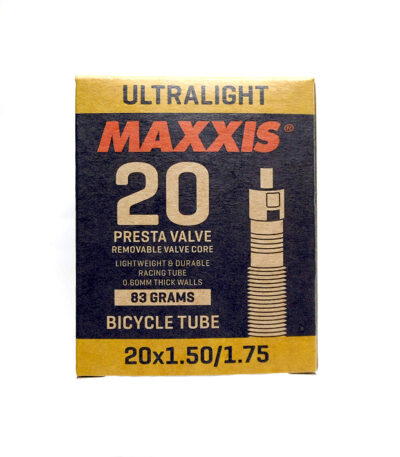 ULTRALIGHT
MAXXIS®
20
PRESTA VALVE
REMOVABLE VALVE CORE
LIGHTWEIGHT & DURABLE
RACING TUBE
0.60MM THICK WALLS
83 GRAMS
BICYCLE TUBE
20x1.50/1.75